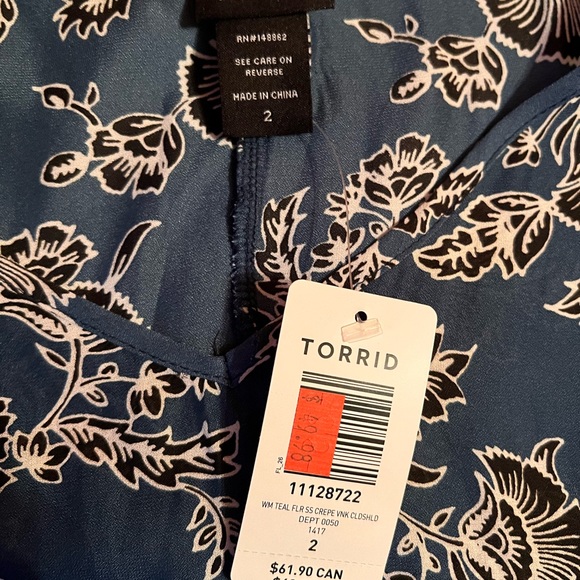 RN#148862
SEE CARE ON
REVERSE
MADE IN CHINA
2
TORRID
FL_26
11128722
WM TEAL FLR SS CREPE VNK CLDSHLD
DEPT 0050
1417
2
$61.90 CAN